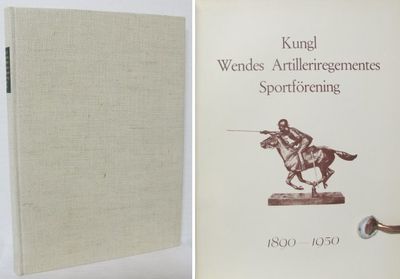 Kungl
Wendes Artilleriregementes
Sportförening
1890—1950